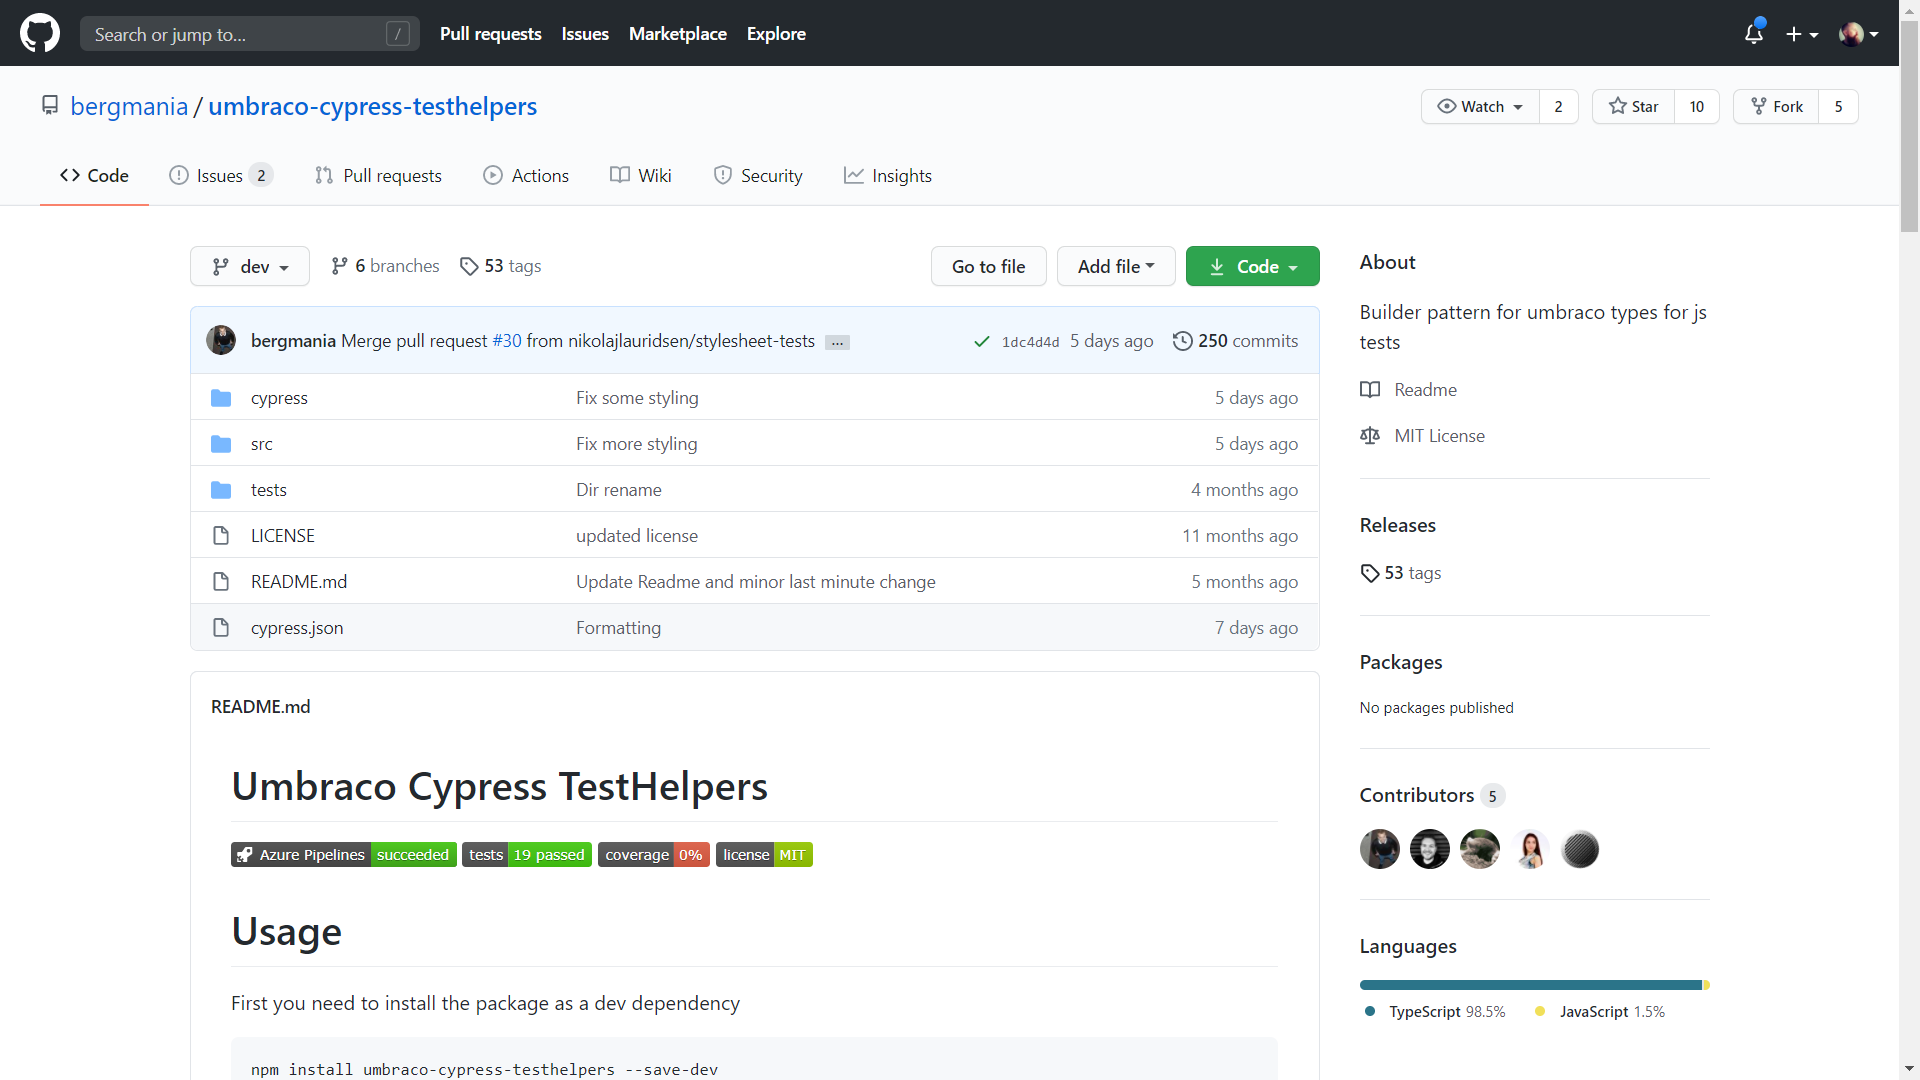 Search or jump to... /
Pull requests Issues Marketplace Explore
bergmania / umbraco-cypress-testhelpers
Watch 2 Star 10 Fork 5
Code Issues 2 Pull requests Actions Wiki Security Insights
dev 6 branches 53 tags Go to file Add file Code
bergmania Merge pull request #30 from nikolajlauridsen/stylesheet-tests ... 1dc4d4d 5 days ago 250 commits
cypress Fix some styling 5 days ago
src Fix more styling 5 days ago
tests Dir rename 4 months ago
LICENSE updated license 11 months ago
README.md Update Readme and minor last minute change 5 months ago
cypress.json Formatting 7 days ago
README.md
Umbraco Cypress TestHelpers
Azure Pipelines succeeded tests 19 passed coverage 0% license MIT
Usage
First you need to install the package as a dev dependency
npm install umbraco-cypress-testhelpers --save-dev
About
Builder pattern for umbraco types for js
tests
Readme
MIT License
Releases
53 tags
Packages
No packages published
Contributors 5
Languages
TypeScript 98.5% JavaScript 1.5%